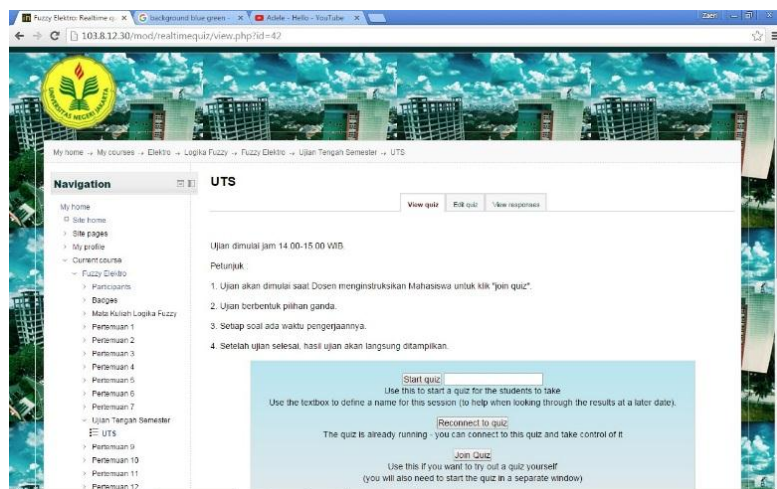 Fuzzy Elektro: Realtime q
background blue green -
Adele - Hello - YouTube
Zaeni
103.8.12.30/mod/realtimequiz/view.php?id=42
UNIVERSITAS NEGERI JAKARTA
My home → My courses → Elektro → Logika Fuzzy → Fuzzy Elektro → Ujian Tengah Semester → UTS
Navigation
My home
Site home
Site pages
My profile
Current course
Fuzzy Elektro
Participants
Badges
Mata Kuliah Logika Fuzzy
Pertemuan 1
Pertemuan 2
Pertemuan 3
Pertemuan 4
Pertemuan 5
Pertemuan 6
Pertemuan 7
Ujian Tengah Semester
UTS
Pertemuan 9
Pertemuan 10
Pertemuan 11
Pertemuan 12
UTS
View quiz
Edit quiz
View responses
Ujian dimulai jam 14.00-15.00 WIB.
Petunjuk :
1. Ujian akan dimulai saat Dosen menginstruksikan Mahasiswa untuk klik "join quiz".
2. Ujian berbentuk pilihan ganda.
3. Setiap soal ada waktu pengerjaannya.
4. Setelah ujian selesai, hasil ujian akan langsung ditampilkan.
Start quiz
Use this to start a quiz for the students to take
Use the textbox to define a name for this session (to help when looking through the results at a later date).
Reconnect to quiz
The quiz is already running - you can connect to this quiz and take control of it
Join Quiz
Use this if you want to try out a quiz yourself
(you will also need to start the quiz in a separate window)